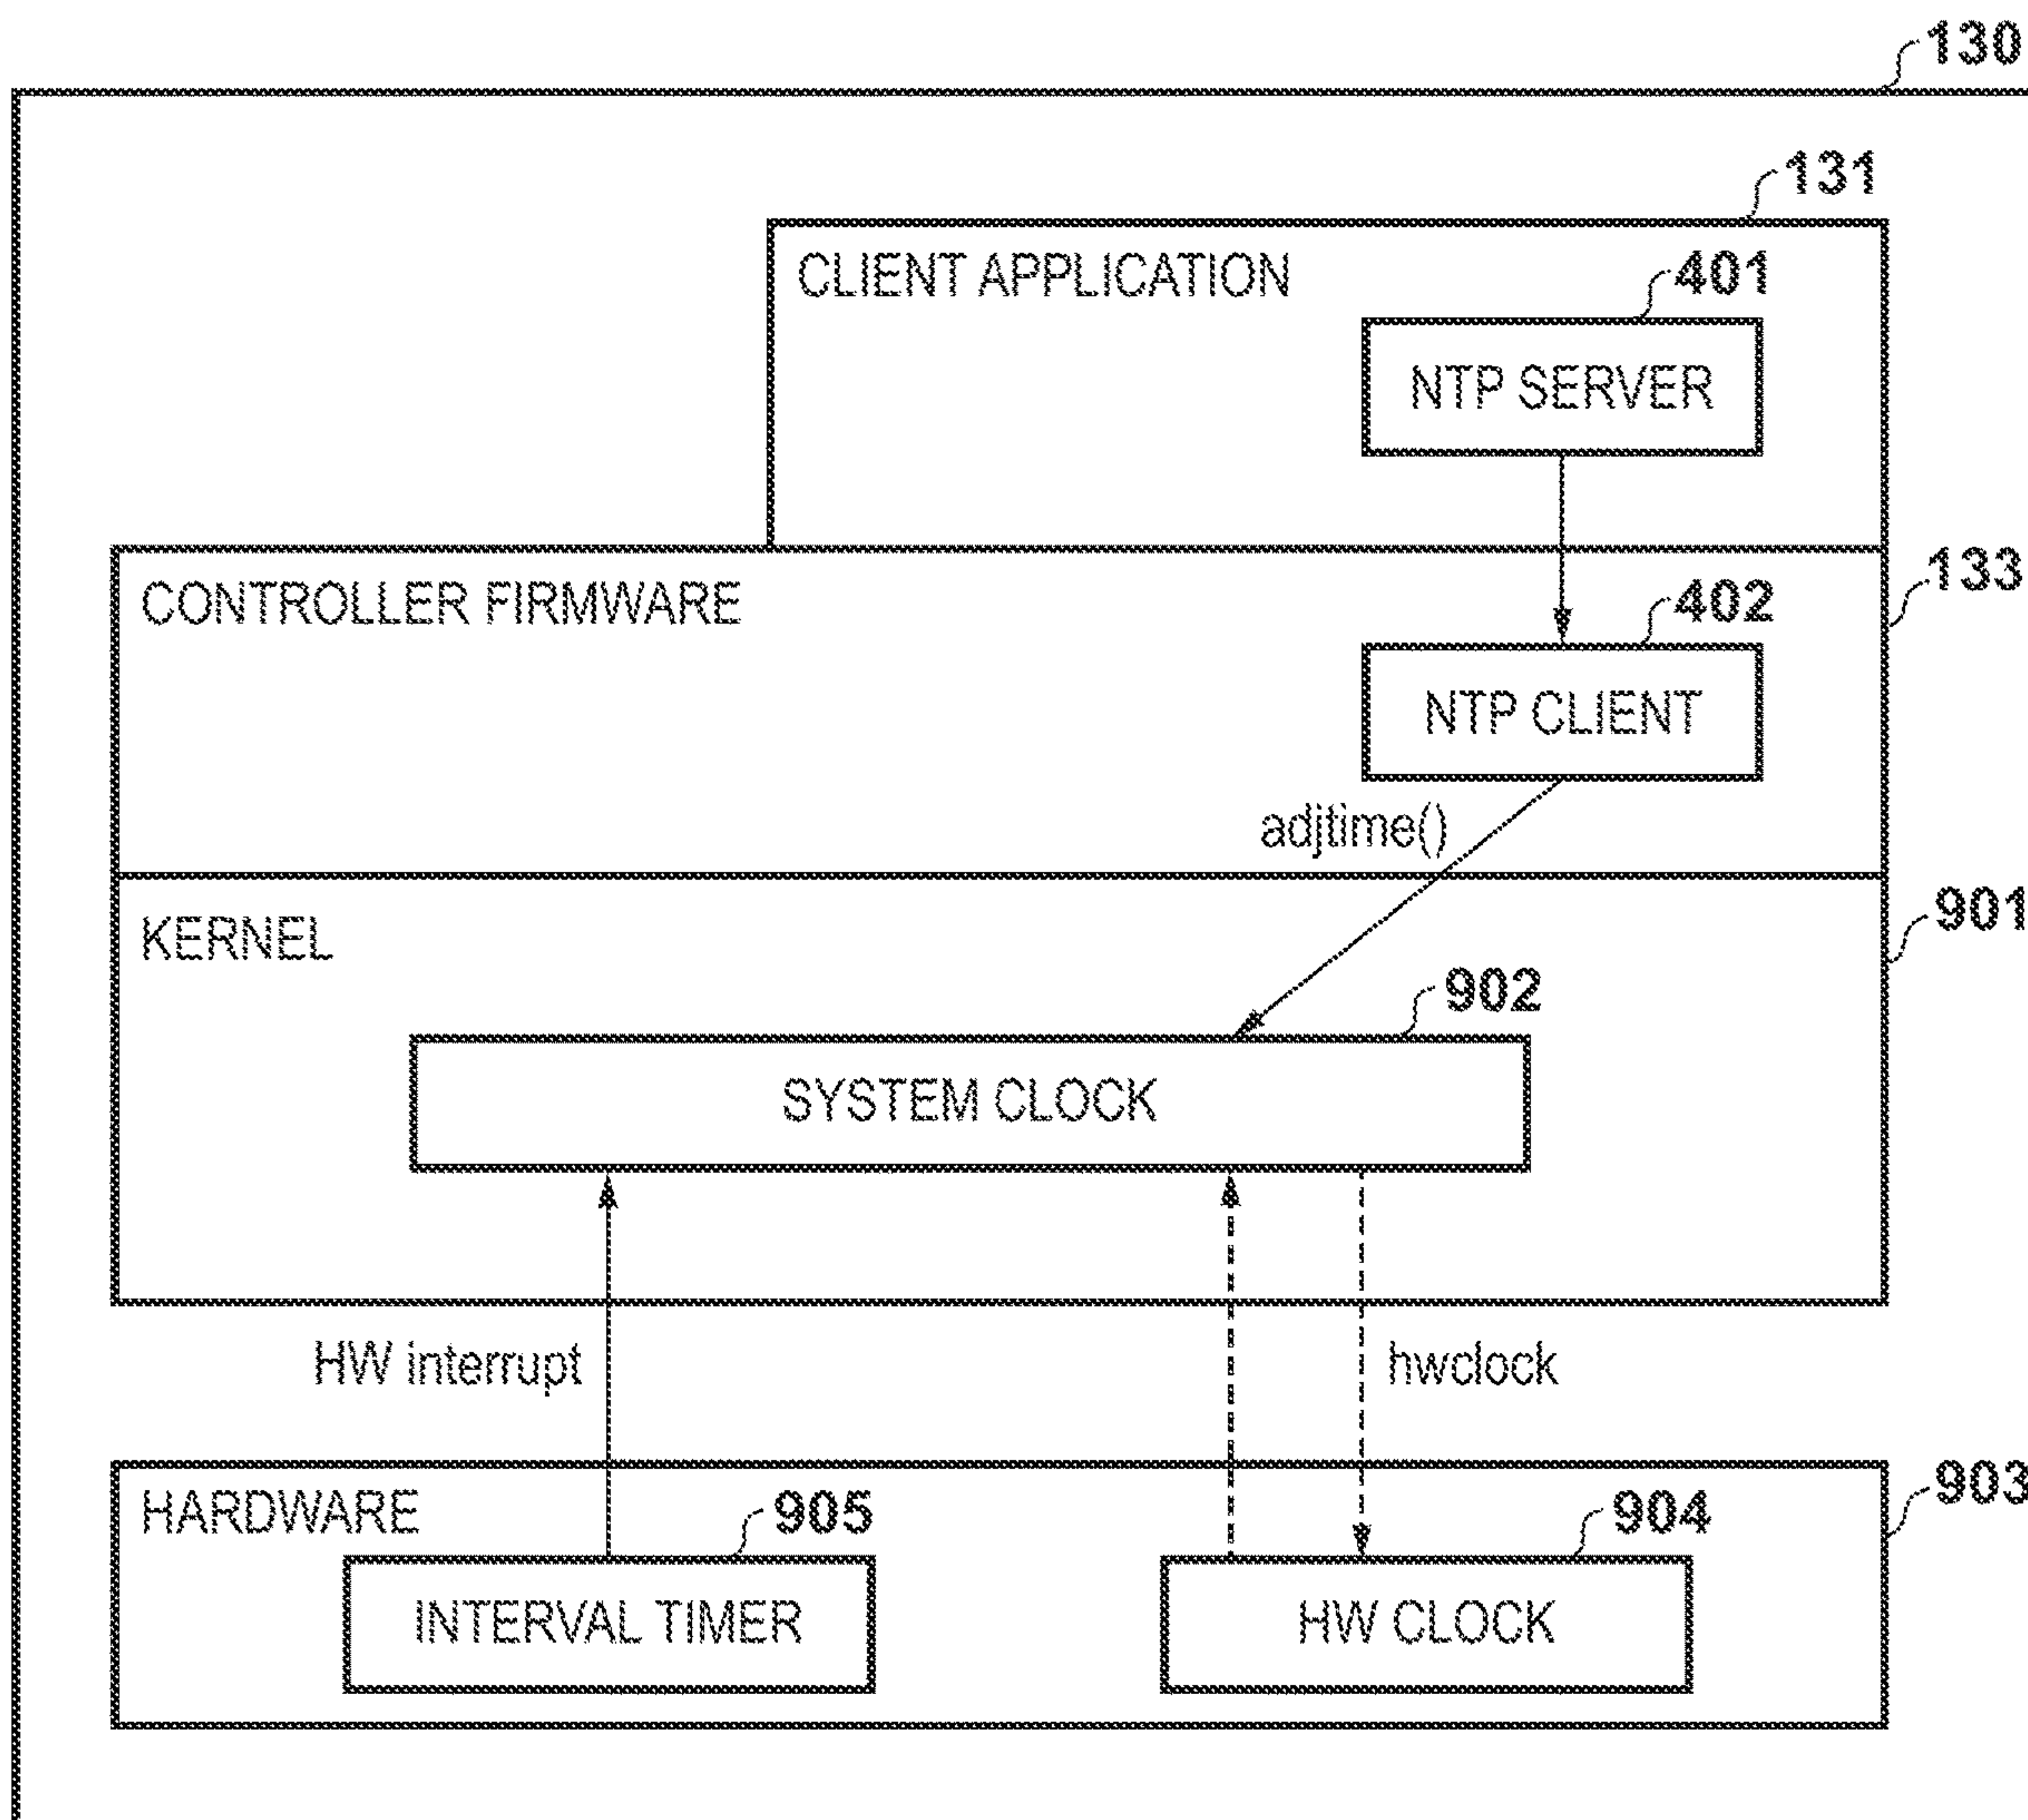 130
131
CLIENT APPLICATION
401
NTP SERVER
133
CONTROLLER FIRMWARE
402
NTP CLIENT
adjtime()
901
KERNEL
902
SYSTEM CLOCK
HW interrupt
hwclock
903
HARDWARE
905
904
INTERVAL TIMER
HW CLOCK